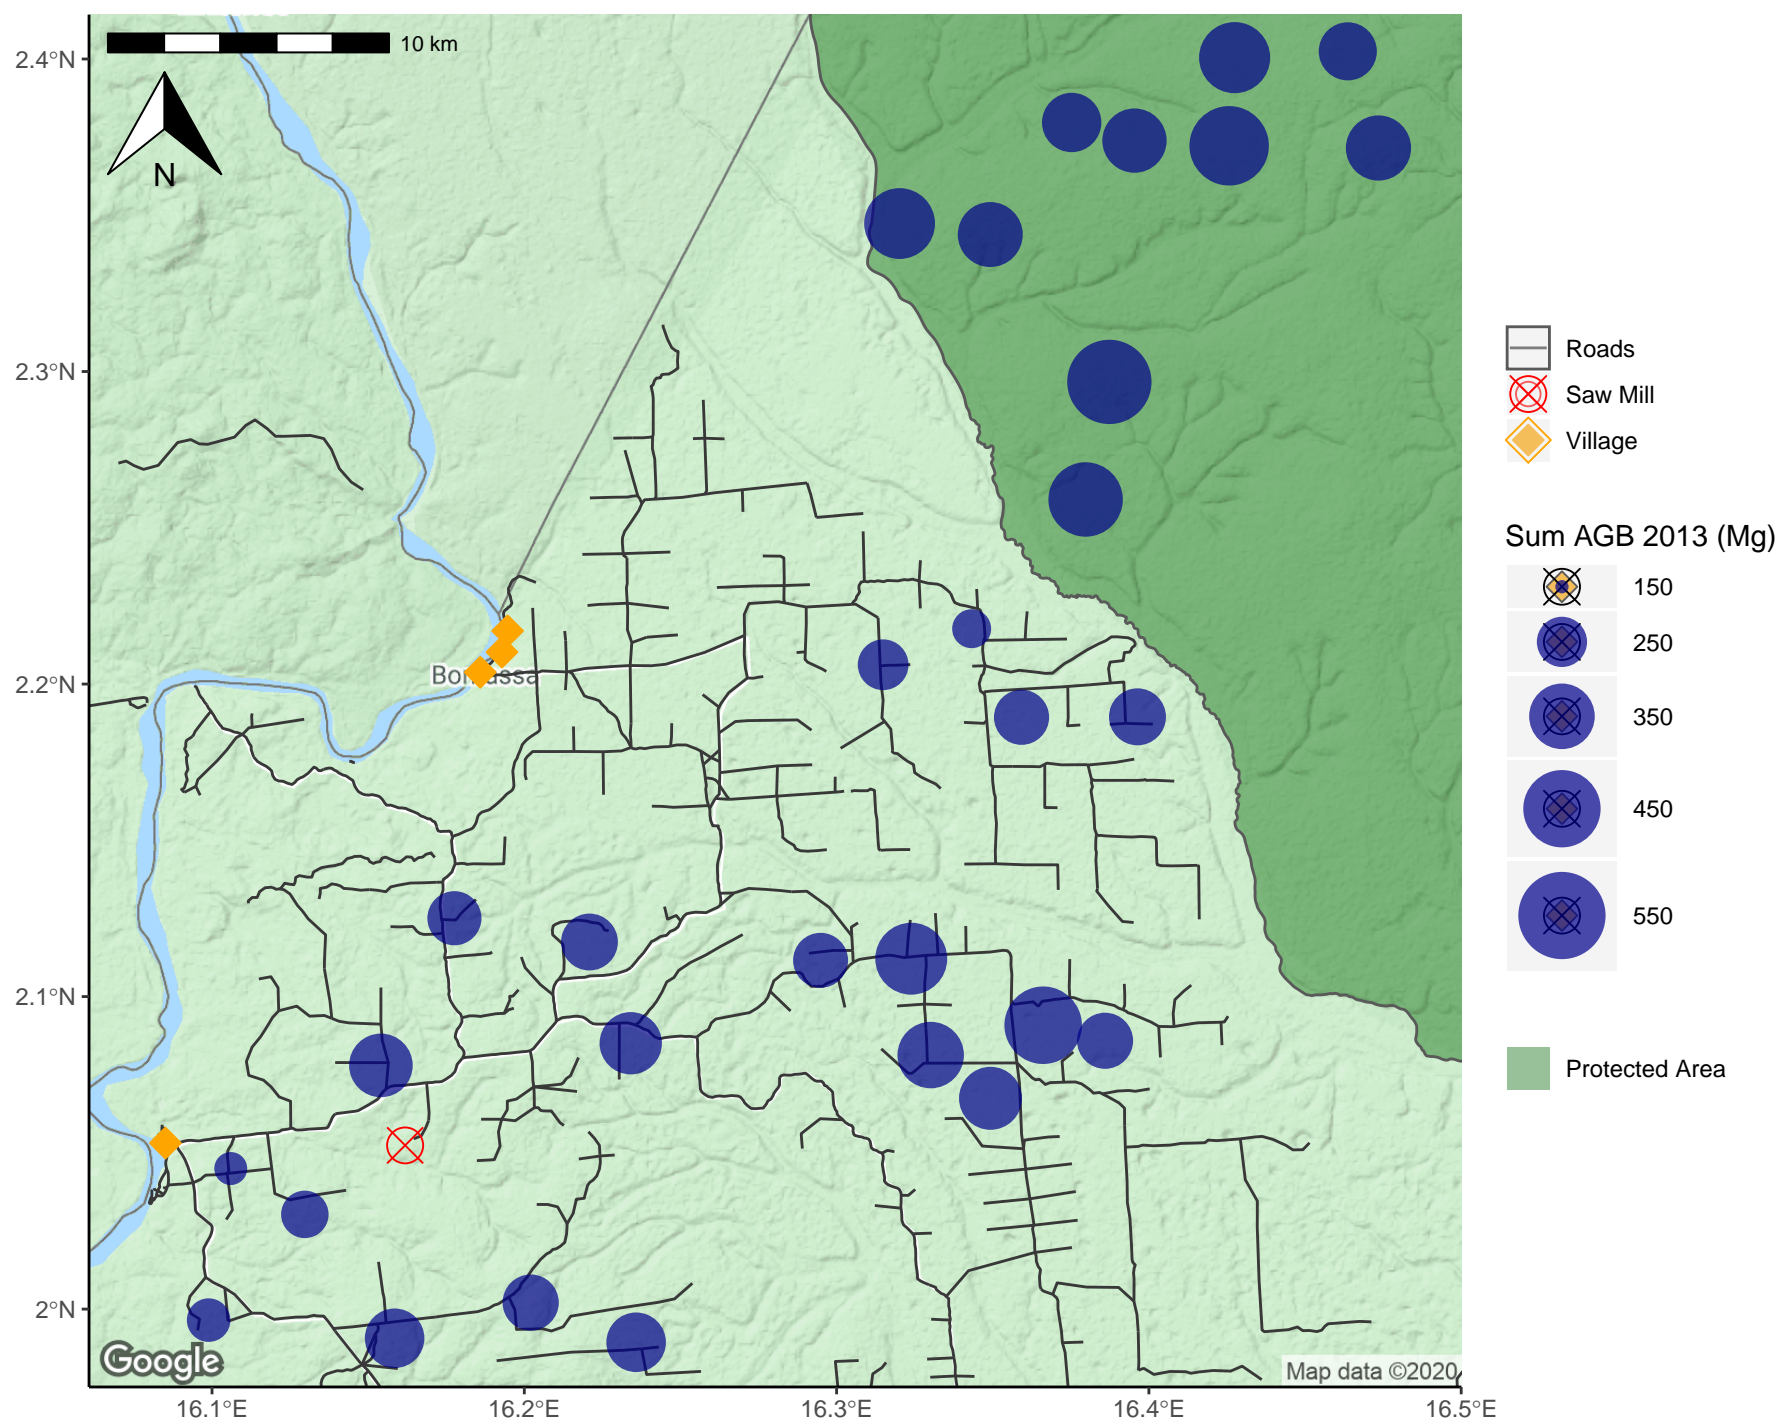 10 km
N
2.4°N
2.3°N
2.2°N
2.1°N
2°N
16.1°E
16.2°E
16.3°E
16.4°E
16.5°E
Google
Map data ©2020
Roads
Saw Mill
Village
Sum AGB 2013 (Mg)
150
250
350
450
550
Protected Area